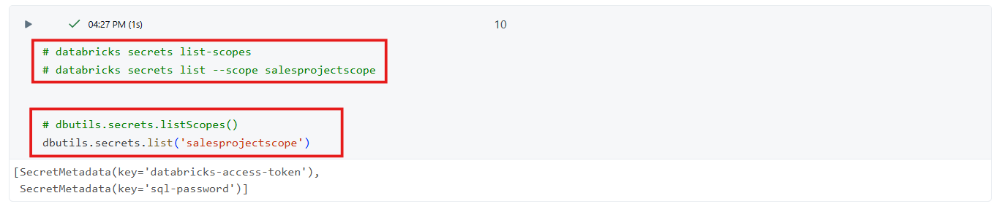 04:27 PM (1s)
10
# databricks secrets list-scopes
# databricks secrets list --scope salesprojectscope
# dbutils.secrets.listScopes()
dbutils.secrets.list('salesprojectscope')
[SecretMetadata(key='databricks-access-token'),
SecretMetadata(key='sql-password')]